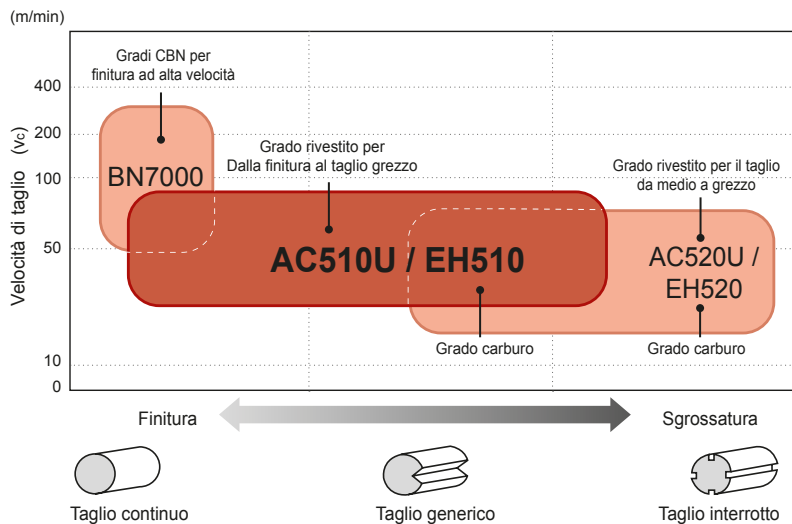 (m/min)
Velocità di taglio (vc)
400
200
100
50
10
0
Gradi CBN per
finitura ad alta velocità
BN7000
Grado rivestito per
Dalla finitura al taglio grezzo
AC510U / EH510
Grado carburo
Grado rivestito per il taglio
da medio a grezzo
AC520U /
EH520
Grado carburo
Finitura
Sgrossatura
Taglio continuo
Taglio generico
Taglio interrotto